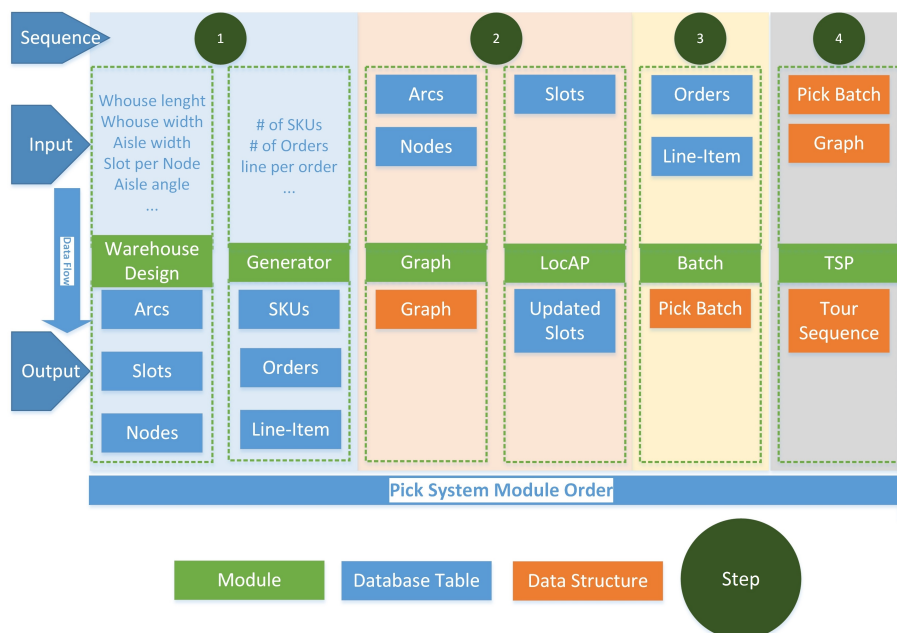 Sequence
1
2
3
4
Input
Whouse lenght
Whouse width
Aisle width
Slot per Node
Aisle angle
...
# of SKUs
# of Orders
line per order
...
Arcs
Nodes
Slots
Orders
Line-Item
Pick Batch
Graph
Data Flow
Warehouse
Design
Generator
Graph
LocAP
Batch
TSP
Output
Arcs
Slots
Nodes
SKUs
Orders
Line-Item
Graph
Updated
Slots
Pick Batch
Tour
Sequence
Pick System Module Order
Module
Database Table
Data Structure
Step